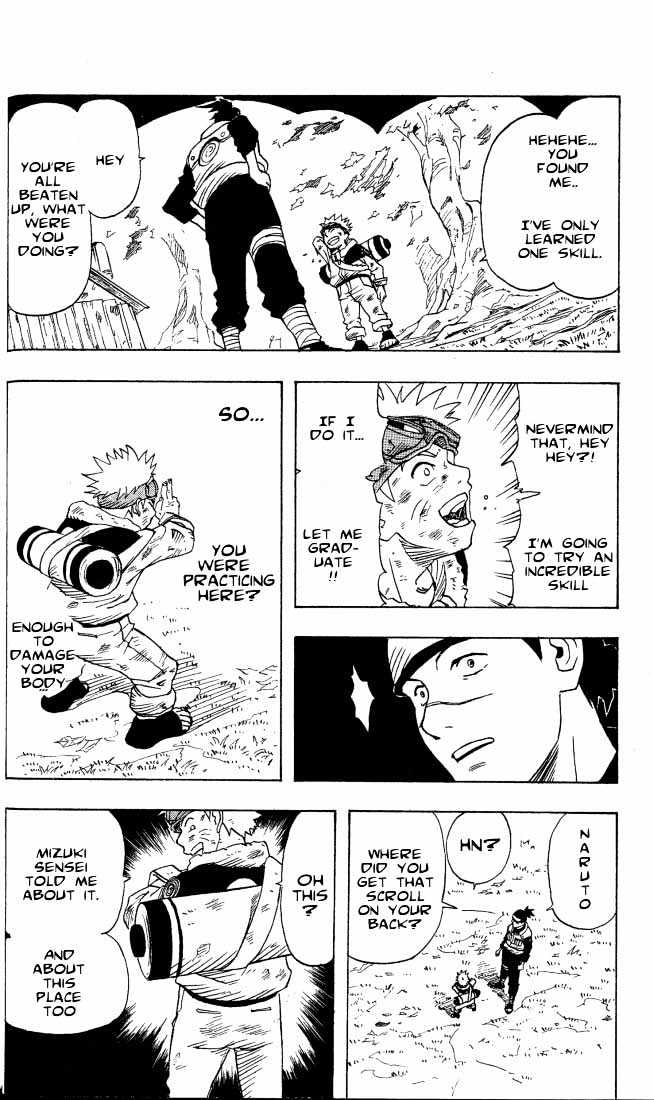 HEHEHE...
YOU
FOUND
ME..
I'VE ONLY
LEARNED
ONE SKILL.
HEY
YOU'RE
ALL
BEATEN
UP, WHAT
WERE
YOU
DOING?
NEVERMIND
THAT, HEY
HEY?!
I'M GOING
TO TRY AN
INCREDIBLE
SKILL
IF I
DO IT...
LET ME
GRAD-
UATE
!!
SO...
YOU
WERE
PRACTICING
HERE?
ENOUGH
TO
DAMAGE
YOUR
BODY
...
NARUTO
HN?
WHERE
DID YOU
GET THAT
SCROLL
ON YOUR
BACK?
OH
THIS
?
MIZUKI
SENSEI
TOLD ME
ABOUT IT.
AND
ABOUT
THIS
PLACE
TOO